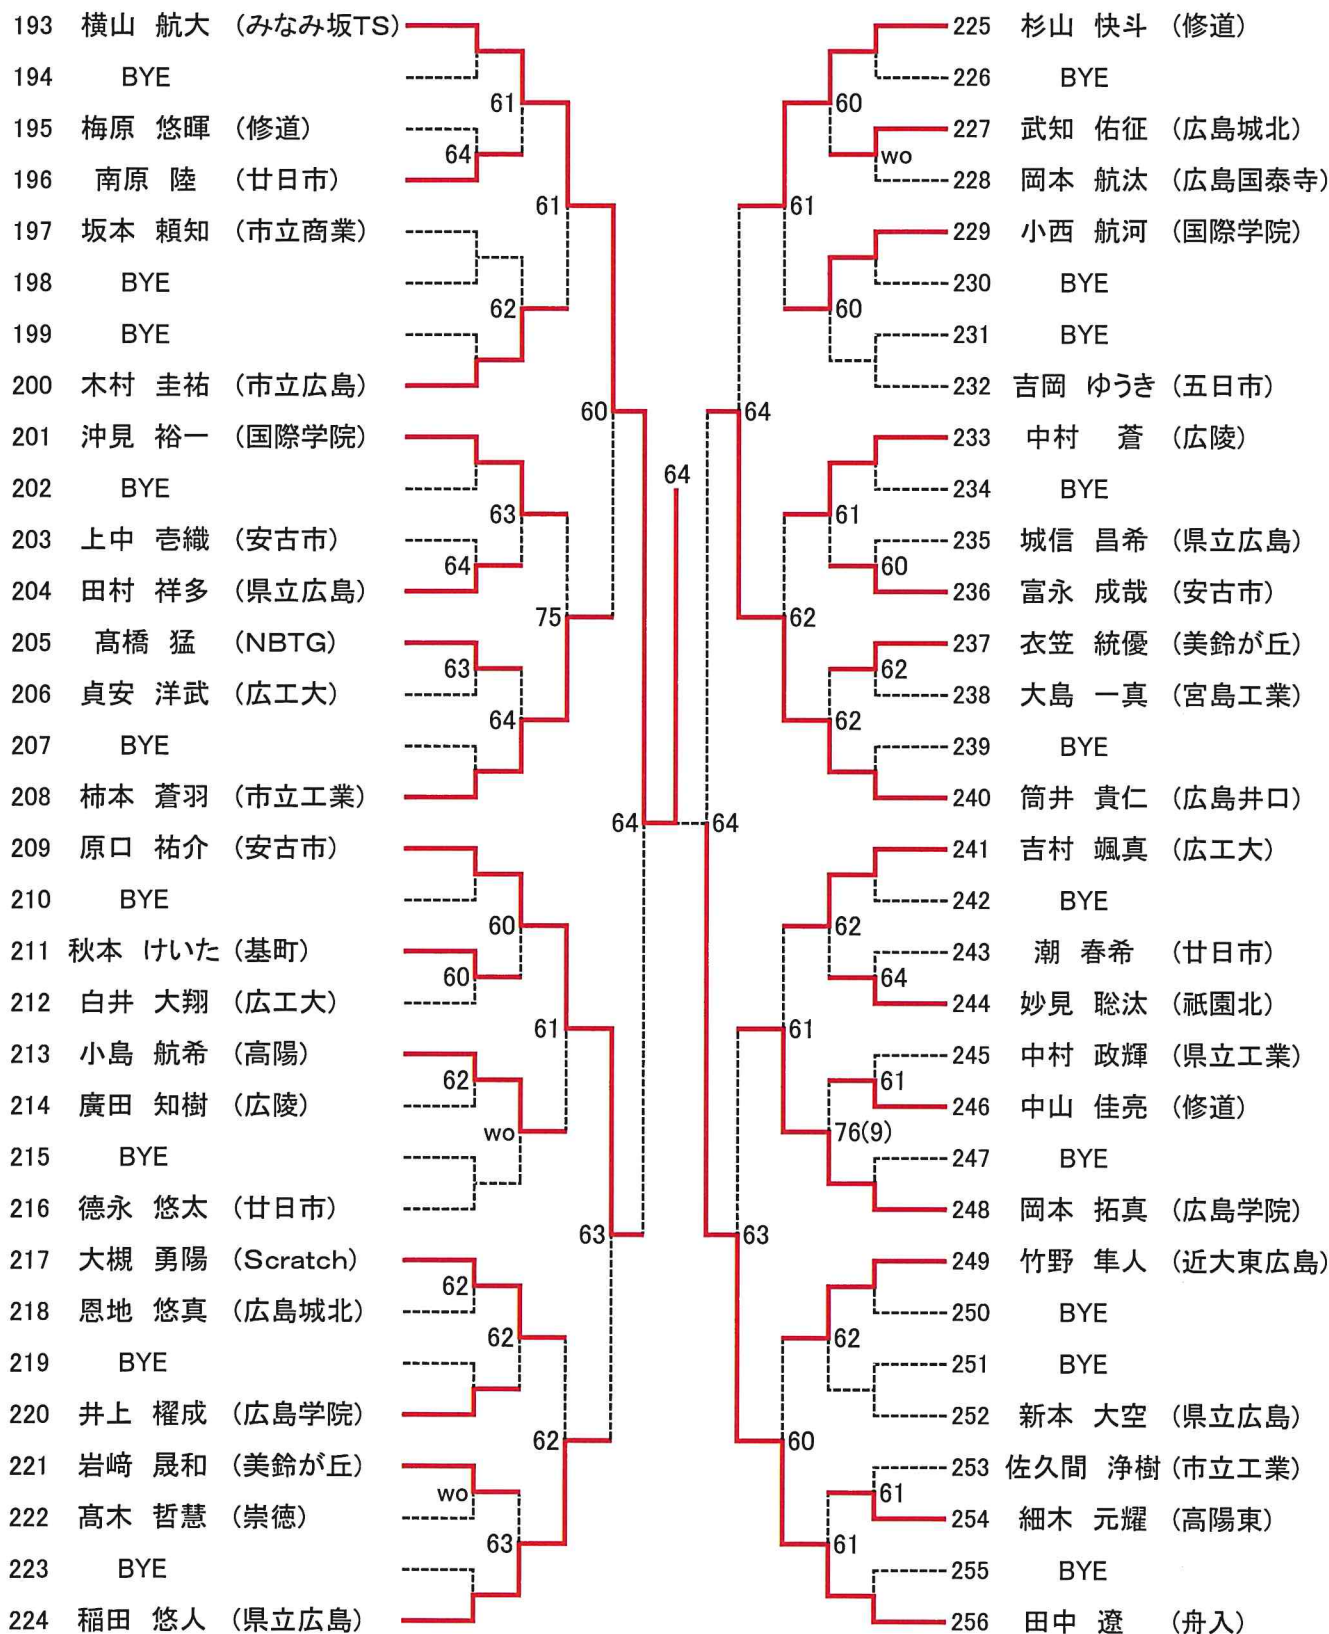 193 横山 航大 (みなみ坂TS)
194 BYE
61
195 梅原 悠暉 (修道)
64
196 南原 陸 (廿日市)
61
197 坂本 頼知 (市立商業)
198 BYE
62
199 BYE
200 木村 圭祐 (市立広島)
60
201 沖見 裕一 (国際学院)
202 BYE
63
203 上中 壱織 (安古市)
64
204 田村 祥多 (県立広島)
75
205 髙橋 猛 (NBTG)
63
206 貞安 洋武 (広工大)
64
207 BYE
208 柿本 蒼羽 (市立工業)
64
209 原口 祐介 (安古市)
210 BYE
60
211 秋本 けいた (基町)
60
212 白井 大翔 (広工大)
61
213 小島 航希 (高陽)
62
214 廣田 知樹 (広陵)
wo
215 BYE
216 德永 悠太 (廿日市)
63
217 大槻 勇陽 (Scratch)
62
218 恩地 悠真 (広島城北)
62
219 BYE
220 井上 櫂成 (広島学院)
62
221 岩﨑 晟和 (美鈴が丘)
wo
222 髙木 哲慧 (崇徳)
63
223 BYE
224 稲田 悠人 (県立広島)
64
225 杉山 快斗 (修道)
226 BYE
60
227 武知 佑征 (広島城北)
wo
228 岡本 航汰 (広島国泰寺)
61
229 小西 航河 (国際学院)
230 BYE
60
231 BYE
232 吉岡 ゆうき (五日市)
64
233 中村 蒼 (広陵)
234 BYE
61
235 城信 昌希 (県立広島)
60
236 富永 成哉 (安古市)
62
237 衣笠 統優 (美鈴が丘)
62
238 大島 一真 (宮島工業)
62
239 BYE
240 筒井 貴仁 (広島井口)
64
241 吉村 颯真 (広工大)
242 BYE
62
243 潮 春希 (廿日市)
64
244 妙見 聡汰 (祇園北)
61
245 中村 政輝 (県立工業)
61
246 中山 佳亮 (修道)
76(9)
247 BYE
248 岡本 拓真 (広島学院)
63
249 竹野 隼人 (近大東広島)
250 BYE
62
251 BYE
252 新本 大空 (県立広島)
60
253 佐久間 浄樹 (市立工業)
61
254 細木 元耀 (高陽東)
61
255 BYE
256 田中 遼 (舟入)